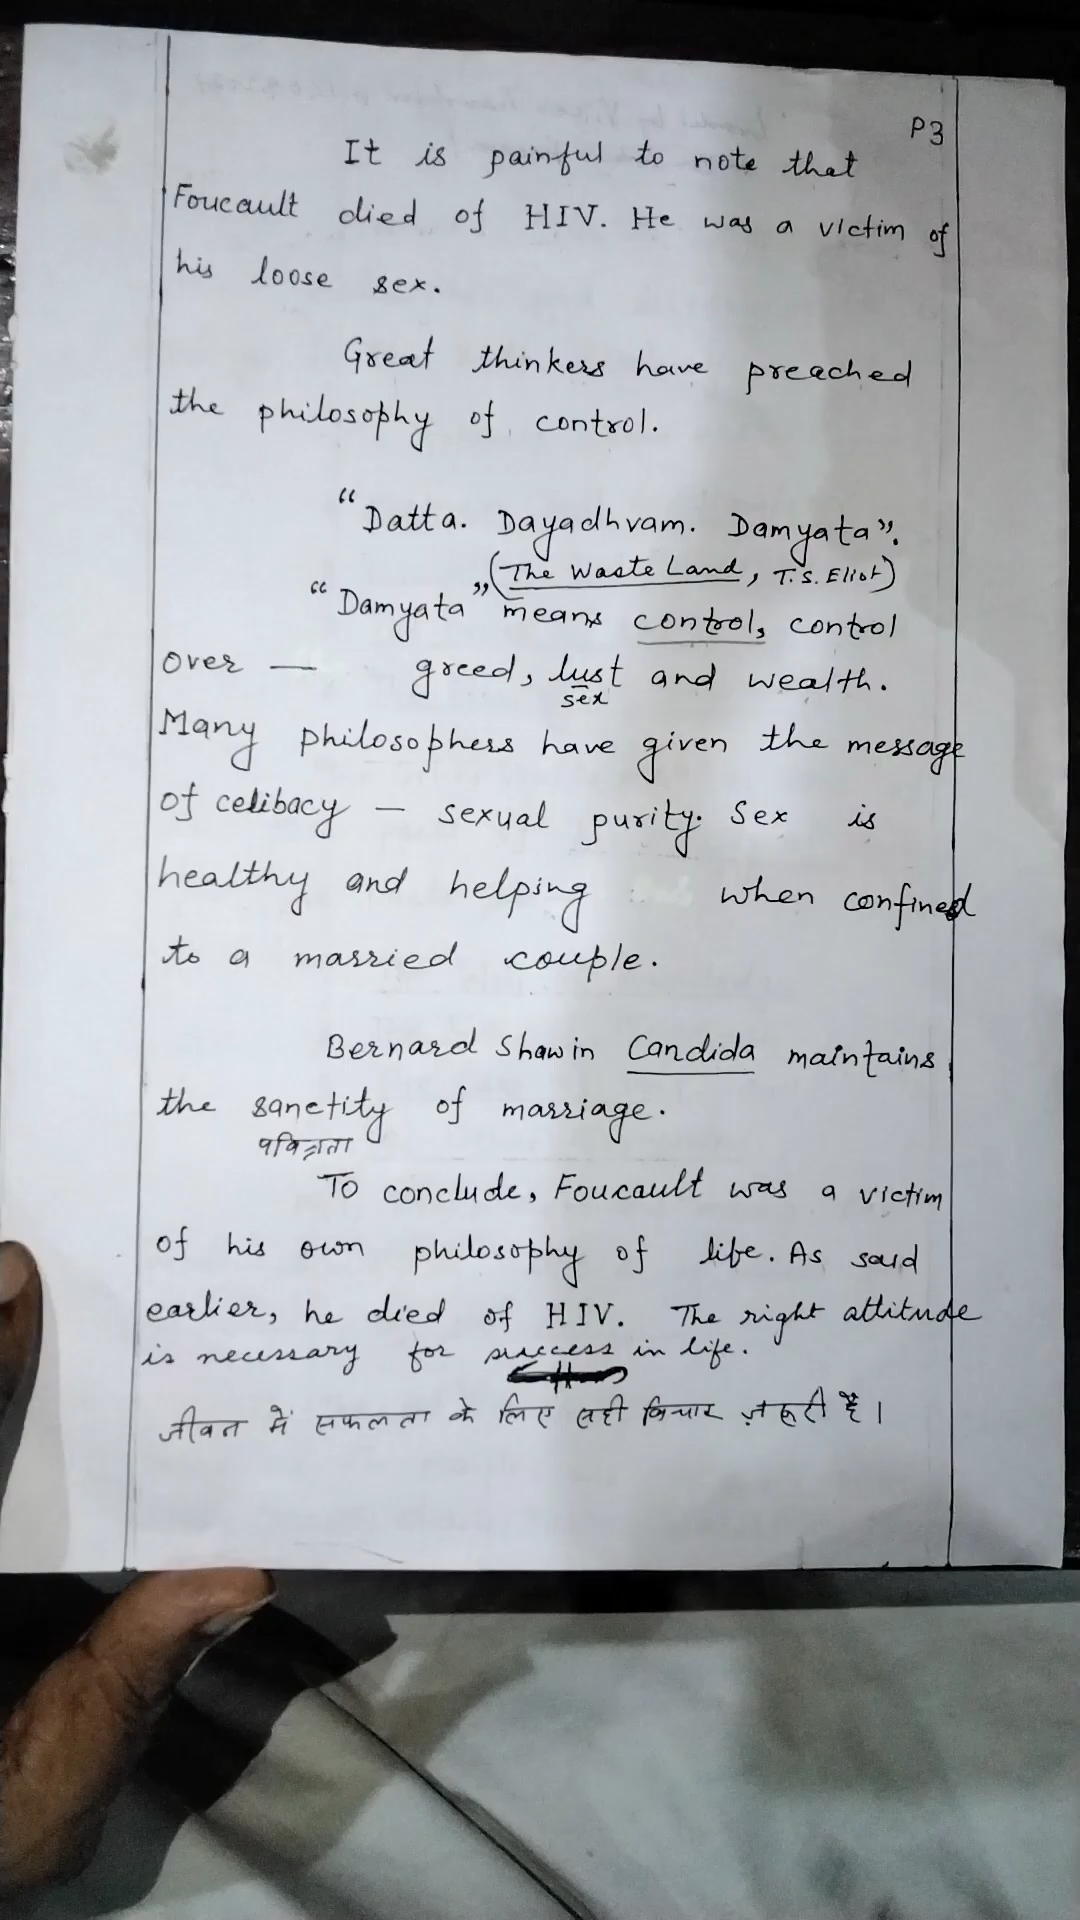 P3
It is painful to note that
Foucault died of HIV. He was a victim of
his loose sex.
Great thinkers have preached
the philosophy of control.
"Datta. Dayadhvam. Damyata".
(The Waste Land, T.S. Eliot)
"Damyata" means control, control
over — greed, lust and wealth.
sex
Many philosophers have given the message
of celibacy — sexual purity. Sex is
healthy and helping when confined
to a married couple.
Bernard Shaw in Candida maintains
the sanctity of marriage.
पवित्रता
To conclude, Foucault was a victim
of his own philosophy of life. As said
earlier, he died of HIV. The right attitude
is necessary for success in life.
जीवन में सफलता के लिए सही विचार ज़रूरी है।